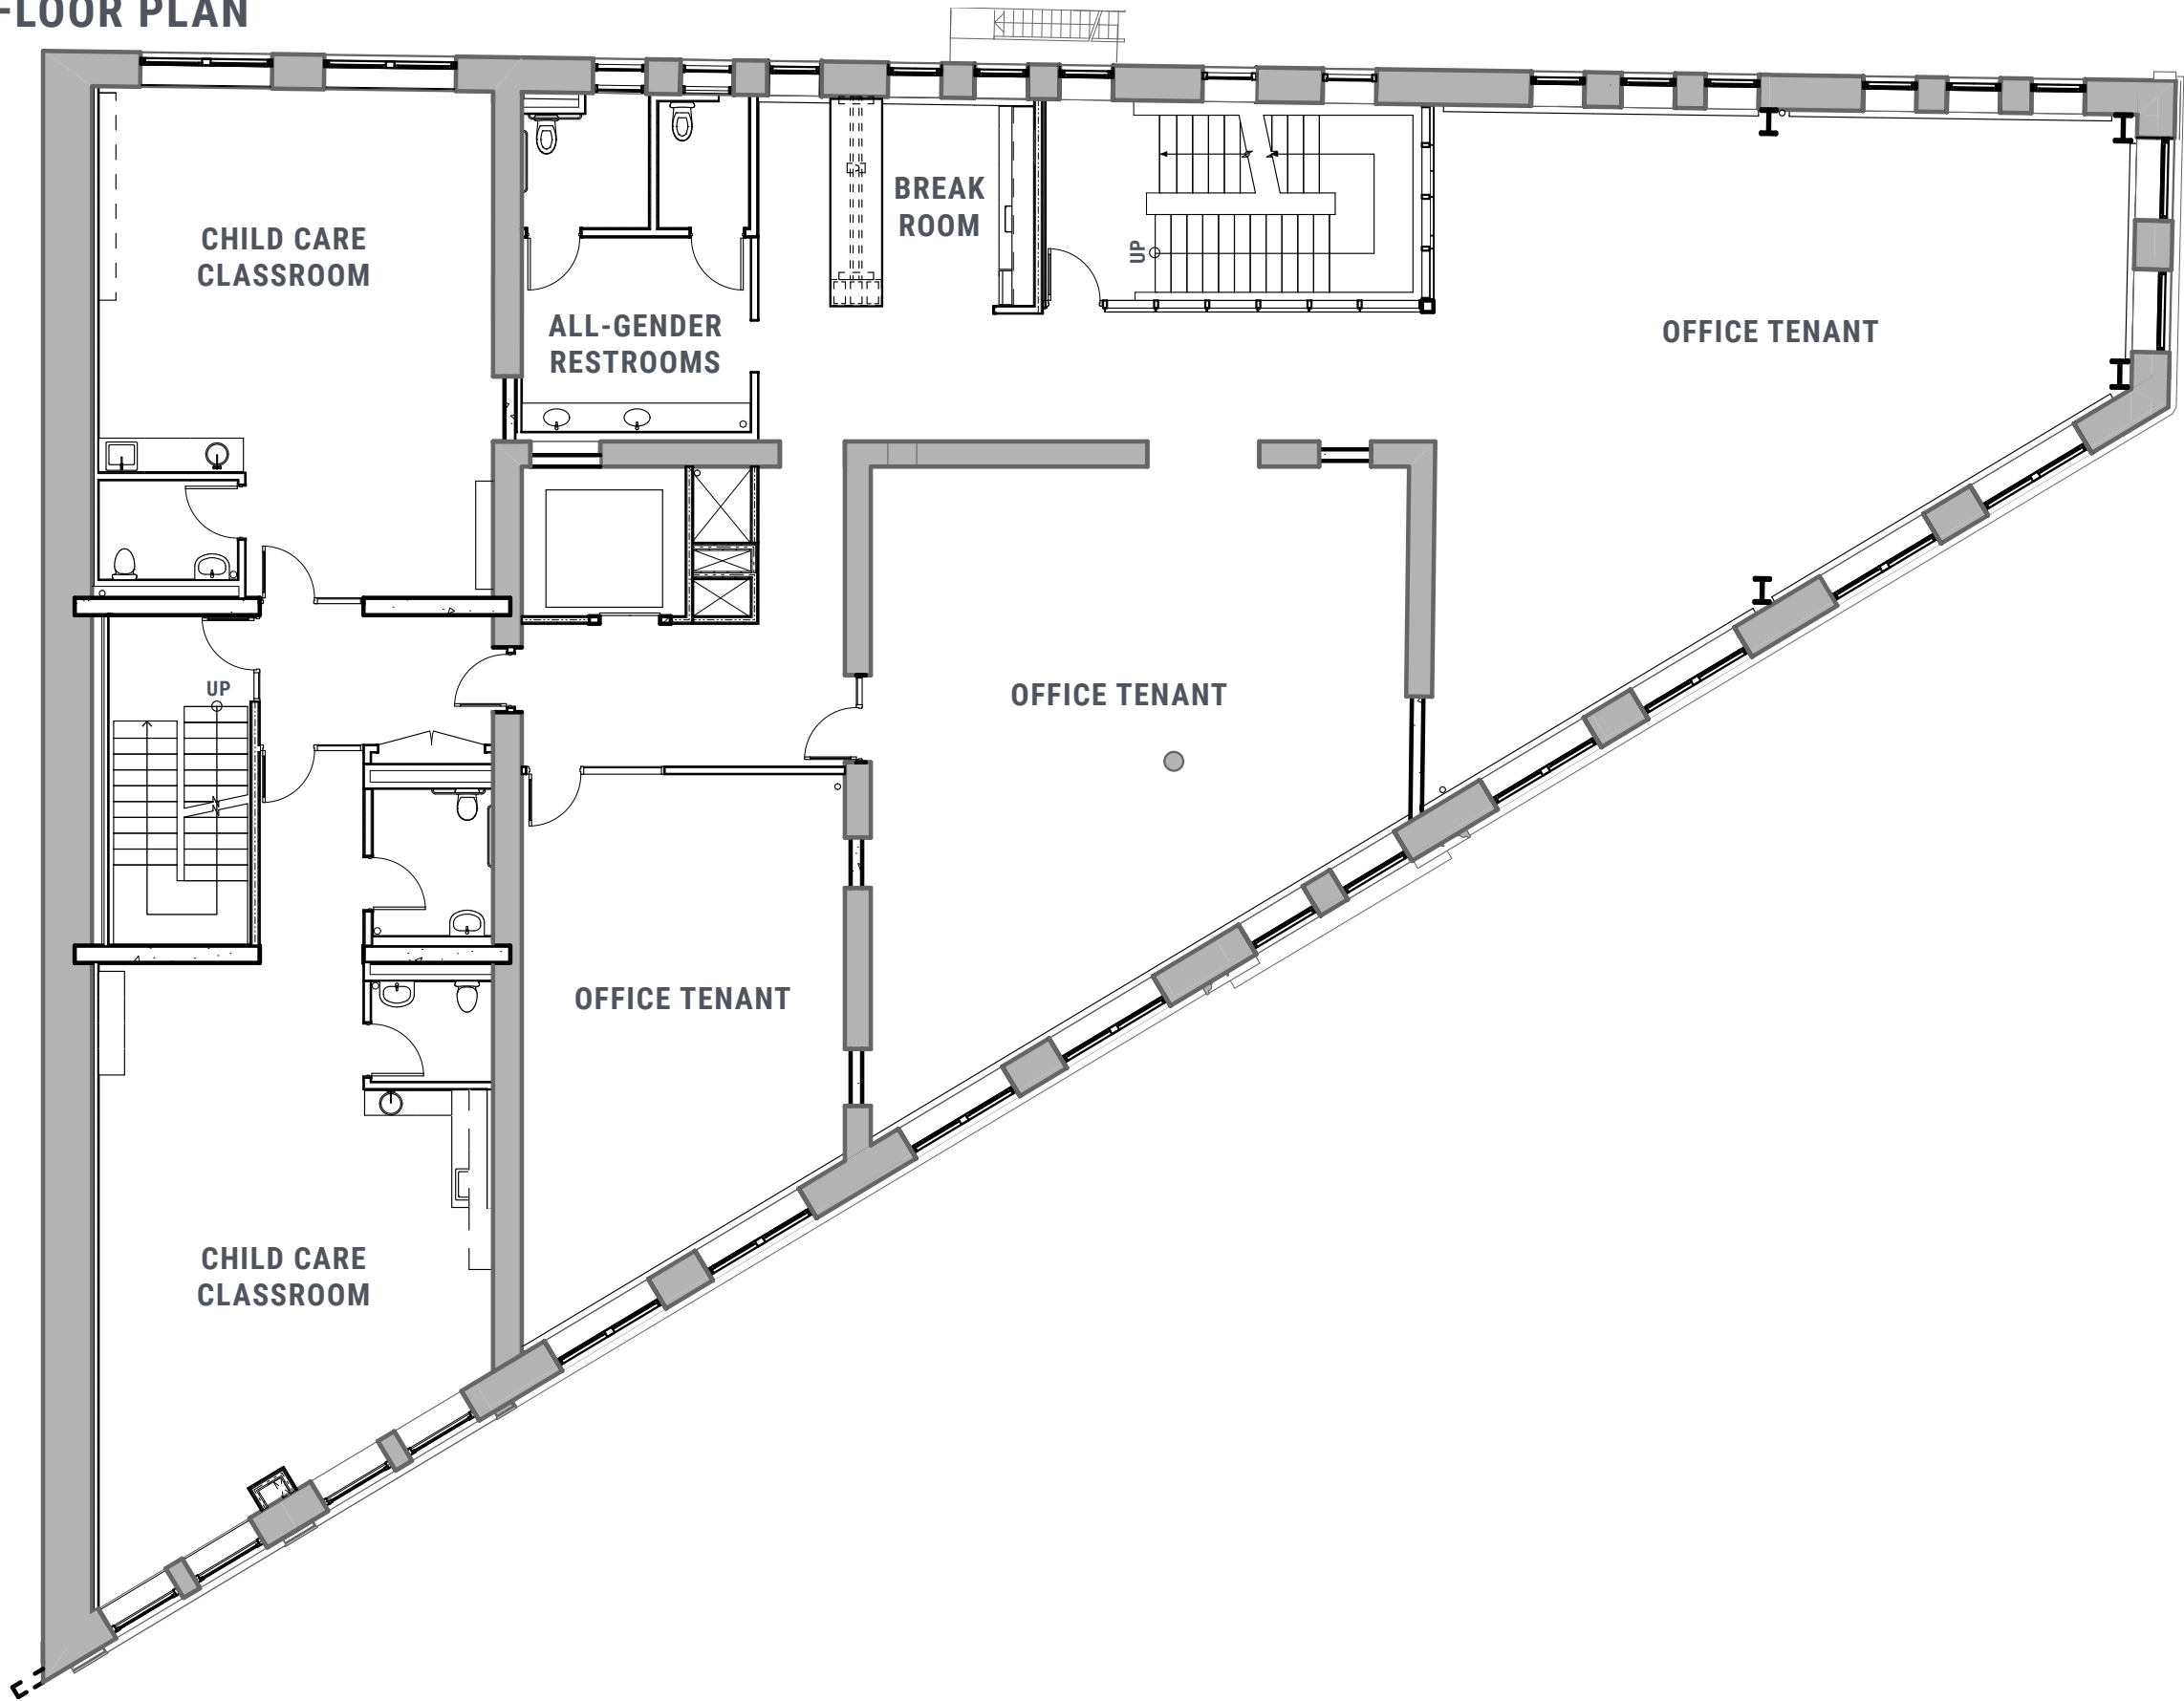 FLOOR PLAN
BREAK
ROOM
CHILD CARE
CLASSROOM
UP
ALL-GENDER
RESTROOMS
OFFICE TENANT
UP
OFFICE TENANT
OFFICE TENANT
CHILD CARE
CLASSROOM